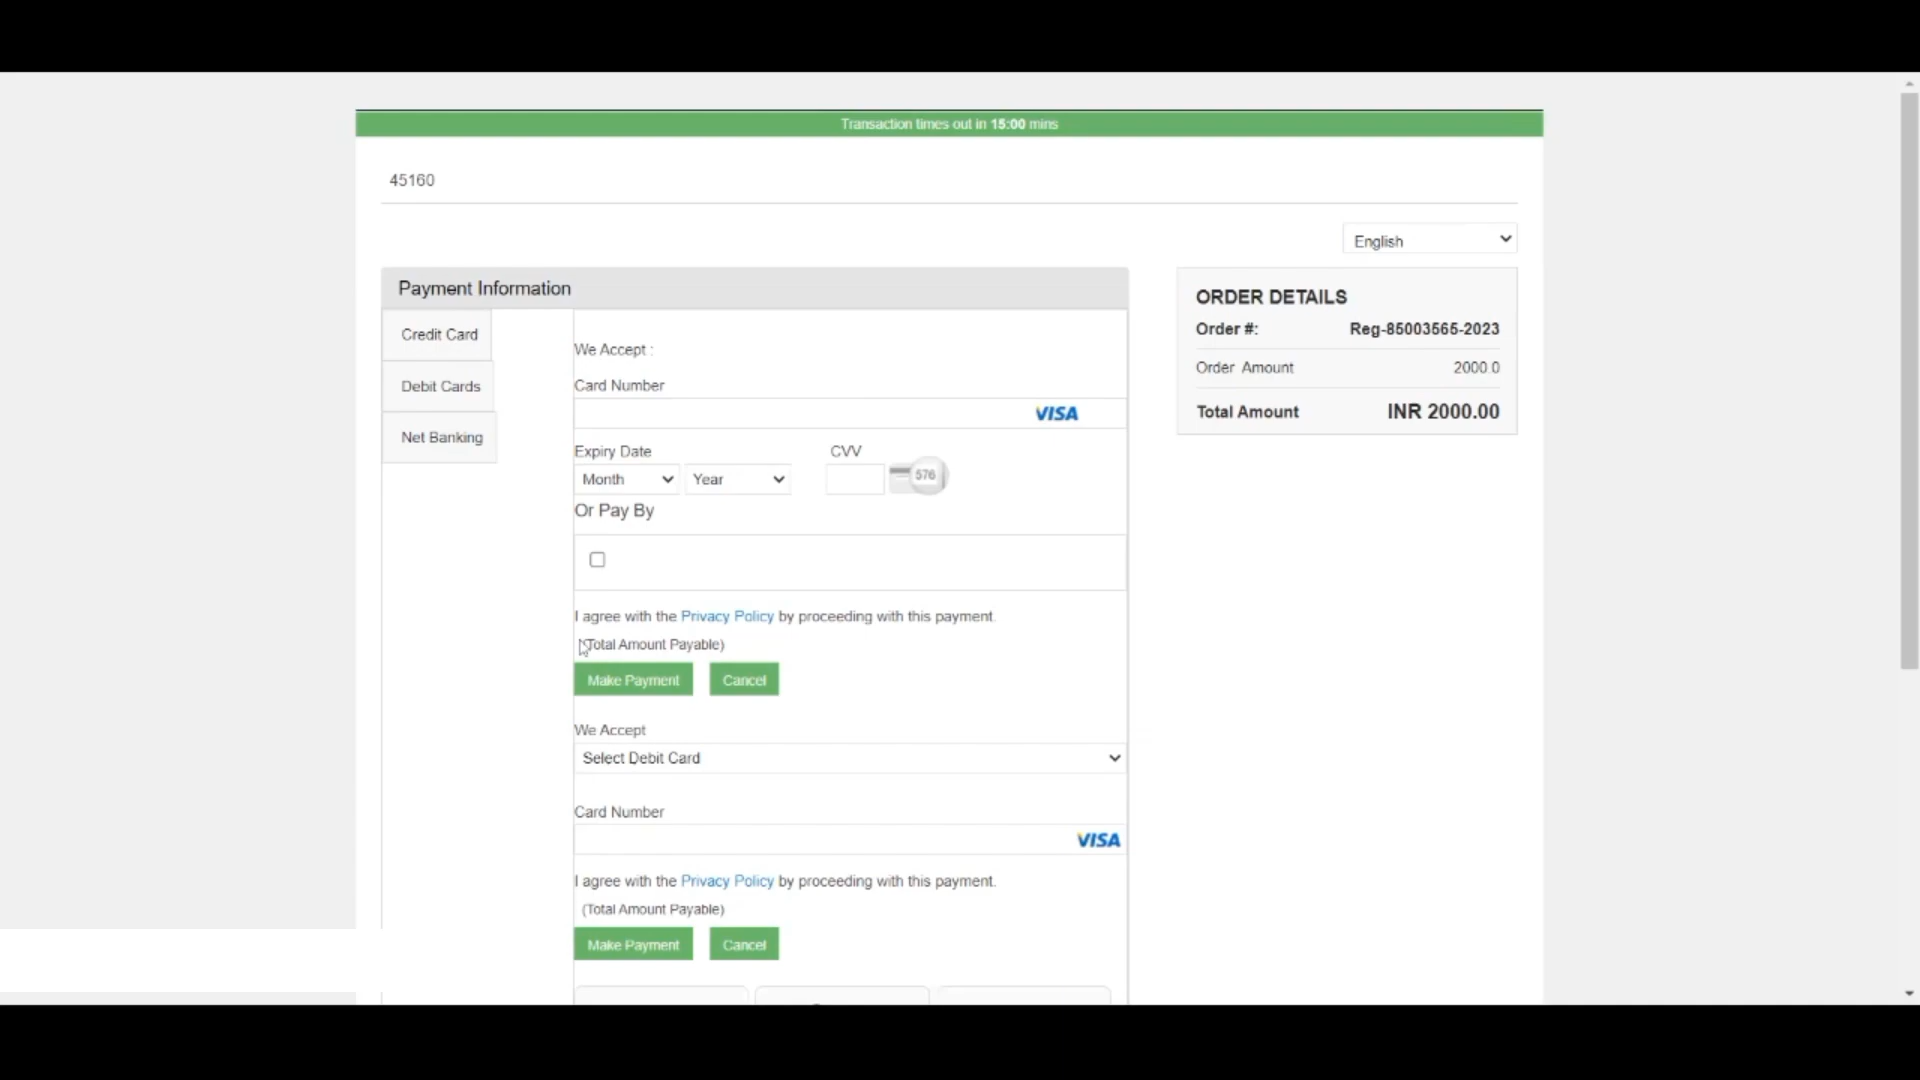 Transaction times out in 15:00 mins
45160
English
Payment Information
Credit Card
Debit Cards
Net Banking
We Accept :
Card Number
VISA
Expiry Date CVV
Month Year 576
Or Pay By
I agree with the Privacy Policy by proceeding with this payment.
(Total Amount Payable)
Make Payment Cancel
We Accept
Select Debit Card
Card Number
VISA
I agree with the Privacy Policy by proceeding with this payment.
(Total Amount Payable)
Make Payment Cancel
ORDER DETAILS
Order #: Reg-85003565-2023
Order Amount 2000 0
Total Amount INR 2000.00